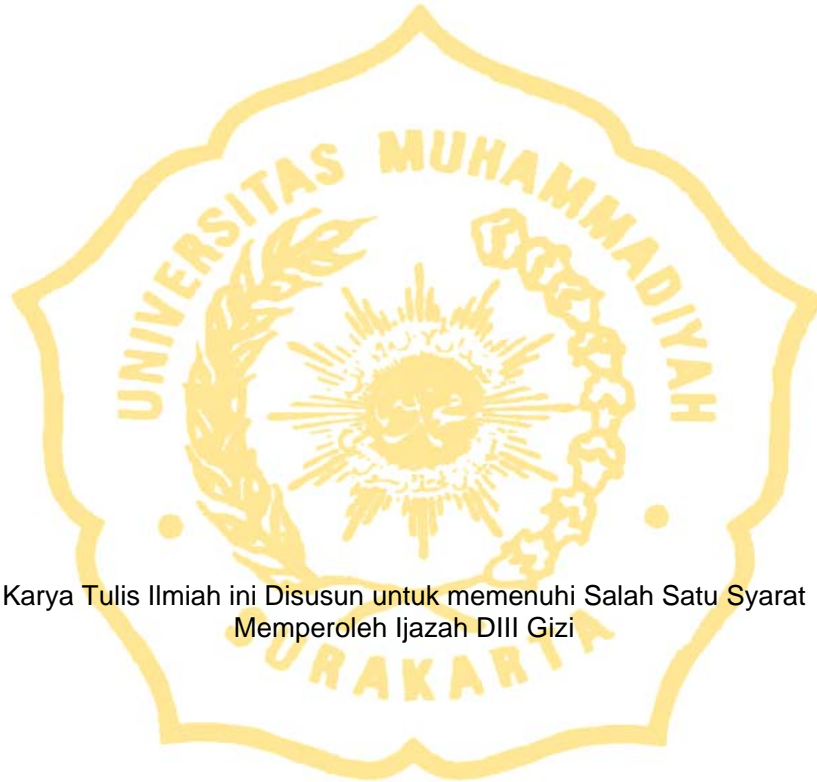 UNIVERSITAS MUHAMMADIYAH
Karya Tulis Ilmiah ini Disusun untuk memenuhi Salah Satu Syarat
Memperoleh Ijazah DIII Gizi
SURAKARTA